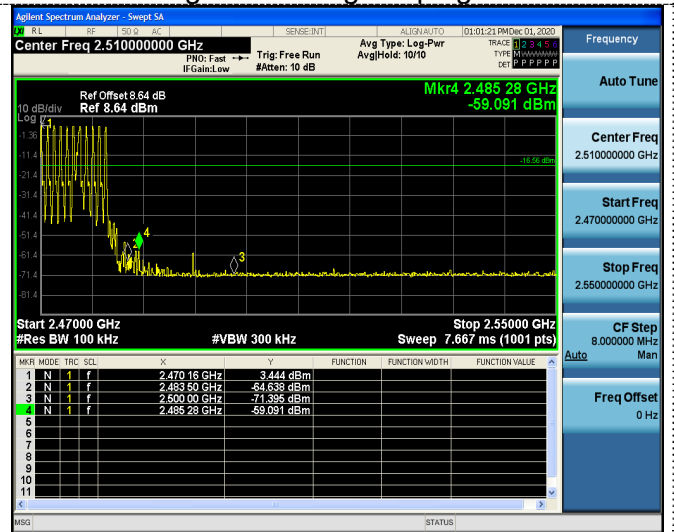 Agilent Spectrum Analyzer - Swept SA
LXI RL RF 50 Ω AC SENSE:INT ALIGNAUTO 01:01:21 PM Dec 01, 2020
Center Freq 2.510000000 GHz
PNO: Fast
IFGain:Low
Trig: Free Run
#Atten: 10 dB
Avg Type: Log-Pwr
Avg|Hold: 10/10
TRACE 1 2 3 4 5 6
TYPE M
DET P P P P P P
Frequency
Mkr4 2.485 28 GHz
-59.091 dBm
Ref Offset 8.64 dB
10 dB/div Ref 8.64 dBm
Log
-1.36
-11.4
-21.4
-31.4
-41.4
-51.4
-61.4
-71.4
-81.4
-16.56 dBm
1
2
3
4
Start 2.47000 GHz Stop 2.55000 GHz
#Res BW 100 kHz #VBW 300 kHz Sweep 7.667 ms (1001 pts)
MKR MODE TRC SCL X Y FUNCTION FUNCTION WIDTH FUNCTION VALUE
1 N 1 f 2.470 16 GHz 3.444 dBm
2 N 1 f 2.483 50 GHz -64.638 dBm
3 N 1 f 2.500 00 GHz -71.395 dBm
4 N 1 f 2.485 28 GHz -59.091 dBm
5
6
7
8
9
10
11
MSG STATUS
Auto Tune
Center Freq
2.510000000 GHz
Start Freq
2.470000000 GHz
Stop Freq
2.550000000 GHz
CF Step
8.000000 MHz
Auto Man
Freq Offset
0 Hz